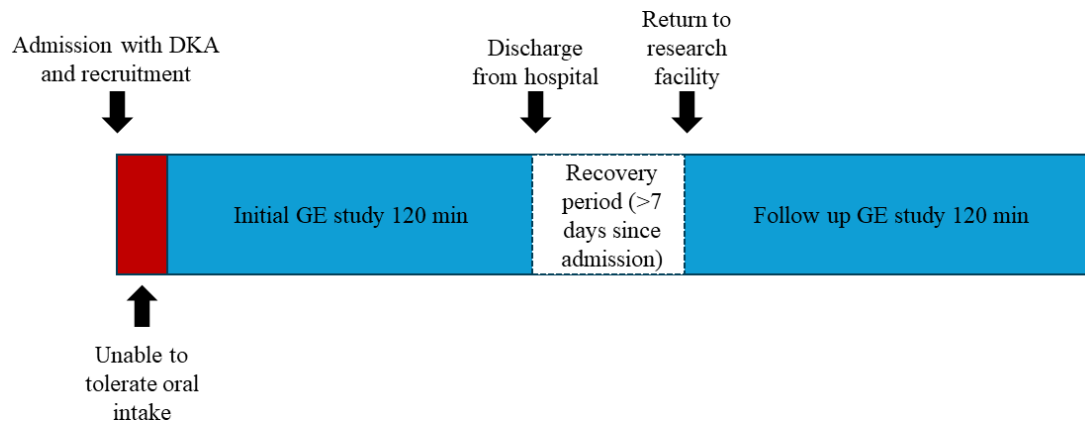 Admission with DKA
and recruitment
Discharge
from hospital
Return to
research
facility
Initial GE study 120 min
Recovery
period (>7
days since
admission)
Follow up GE study 120 min
Unable to
tolerate oral
intake